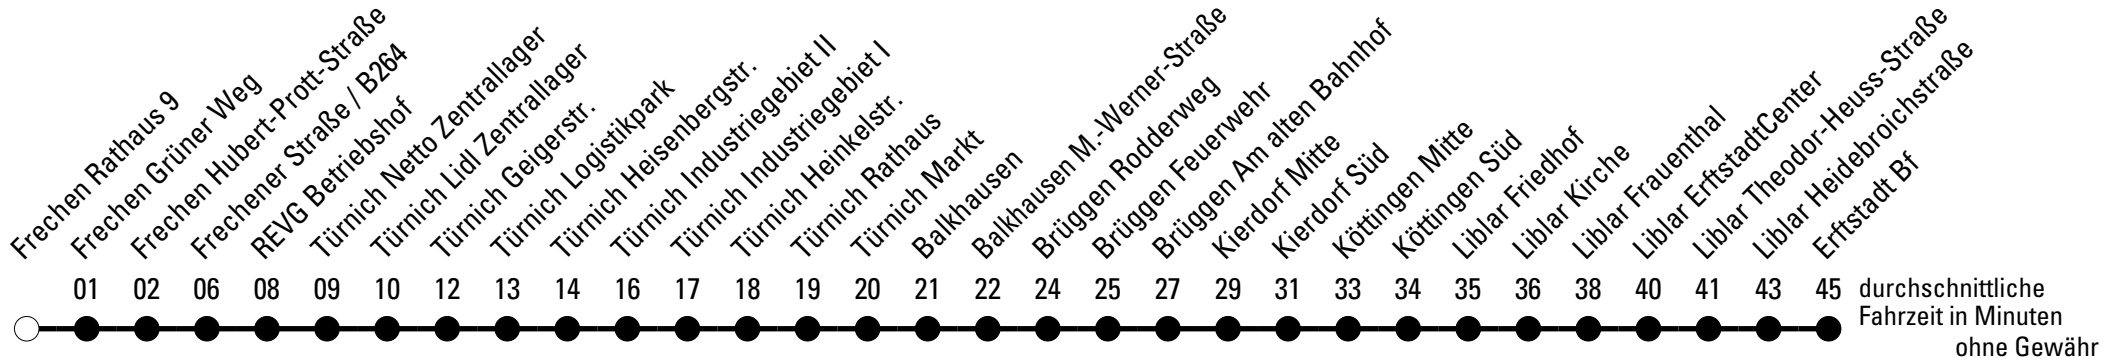 Frechen Rathaus 9
Frechen Grüner Weg
Frechen Hubert-Prott-Straße
Frechener Straße / B264
REVG Betriebshof
Türnich Netto Zentrallager
Türnich Lidl Zentrallager
Türnich Geigerstr.
Türnich Logistikpark
Türnich Heisenbergstr.
Türnich Industriegebiet II
Türnich Industriegebiet I
Türnich Heinkelstr.
Türnich Rathaus
Türnich Markt
Balkhausen
Balkhausen M.-Werner-Straße
Brüggen Rodderweg
Brüggen Feuerwehr
Brüggen Am alten Bahnhof
Kierdorf Mitte
Kierdorf Süd
Köttingen Mitte
Köttingen Süd
Liblar Friedhof
Liblar Kirche
Liblar Frauenthal
Liblar ErftstadtCenter
Liblar Theodor-Heuss-Straße
Liblar Heidebroichstraße
Erftstadt Bf
01 02 06 08 09 10 12 13 14 16 17 18 19 20 21 22 24 25 27 29 31 33 34 35 36 38 40 41 43 45
durchschnittliche
Fahrzeit in Minuten
ohne Gewähr